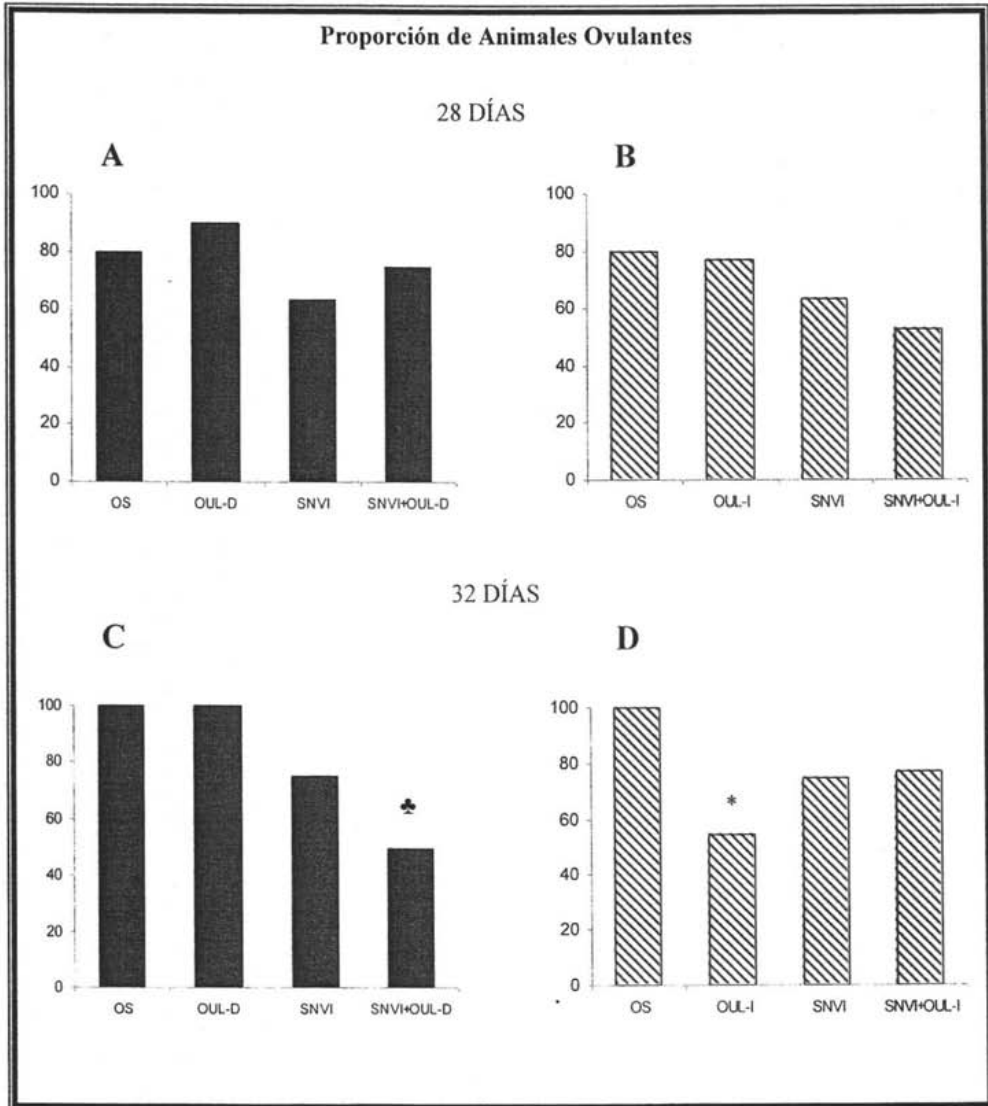 Proporción de Animales Ovulantes
28 DÍAS
A
B
100
80
60
40
20
0
OS OUL-D SNVI SNVI+OUL-D
100
80
60
40
20
0
OS OUL-I SNVI SNVI+OUL-I
32 DÍAS
C
D
100
80
60
40
20
0
♣
OS OUL-D SNVI SNVI+OUL-D
100
80
60
40
20
0
*
OS OUL-I SNVI SNVI+OUL-I